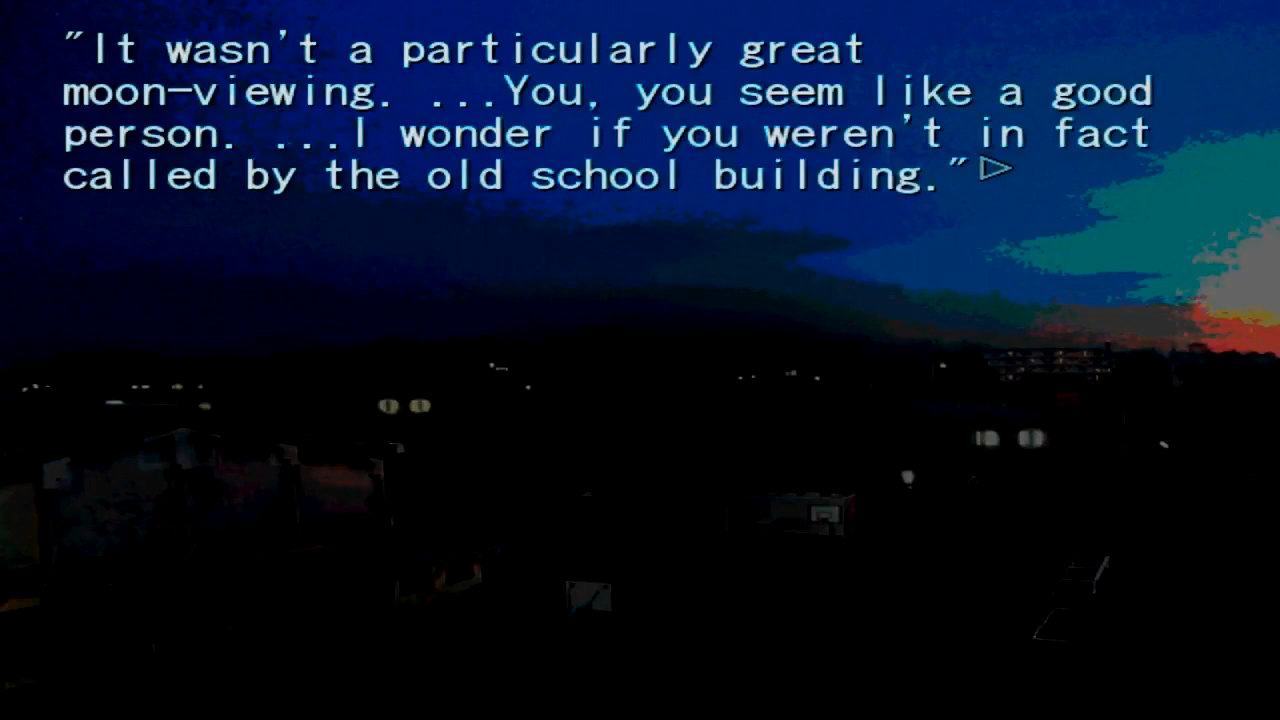 "It wasn't a particularly great
moon-viewing. ...You, you seem like a good
person. ...I wonder if you weren't in fact
called by the old school building."